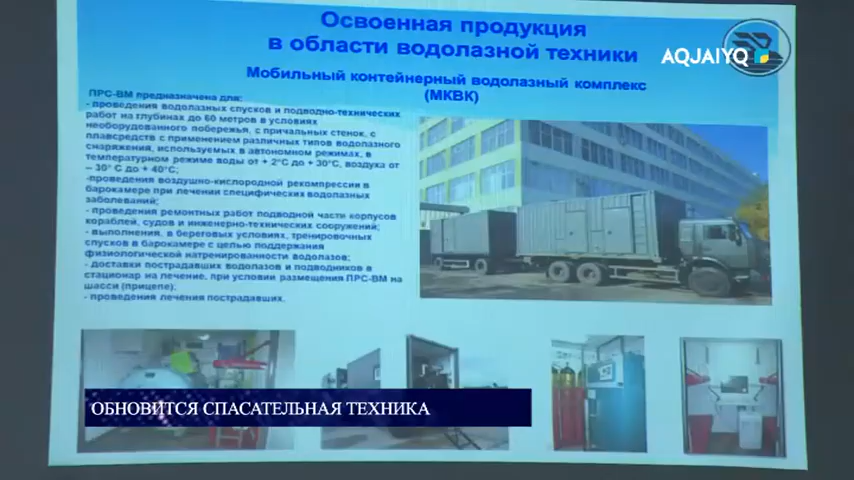 Освоенная продукция
в области водолазной техники
AQJAIYQ
Мобильный контейнерный водолазный комплекс
(МКВК)
ПРС-ВМ предназначена для:
- проведения водолазных спусков и подводно-технических
работ на глубинах до 60 метров в условиях
необорудованного побережья, с причальных стенок, с
плавсредств с применением различных типов водолазного
снаряжения, используемых в автономном режимах, в
температурном режиме воды от + 2°С до + 30°С, воздуха от
– 30° С до + 40°С;
-проведения воздушно-кислородной рекомпрессии в
барокамере при лечении специфических водолазных
заболеваний;
- проведения ремонтных работ подводной части корпусов
кораблей, судов и инженерно-технических сооружений;
- выполнения, в береговых условиях, тренировочных
спусков в барокамере с целью поддержания
физиологической натренированности водолазов;
- доставки пострадавших водолазов и подводников в
стационар на лечение, при условии размещения ПРС-ВМ на
шасси (прицепе);
- проведения лечения пострадавших.
ОБНОВИТСЯ СПАСАТЕЛЬНАЯ ТЕХНИКА